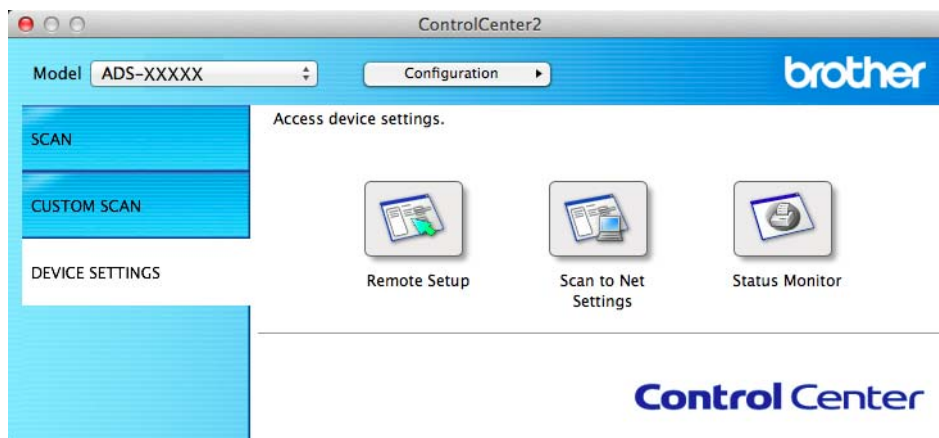 ControlCenter2
Model ADS-XXXXX Configuration
brother
SCAN
CUSTOM SCAN
DEVICE SETTINGS
Access device settings.
Remote Setup
Scan to Net
Settings
Status Monitor
Control Center